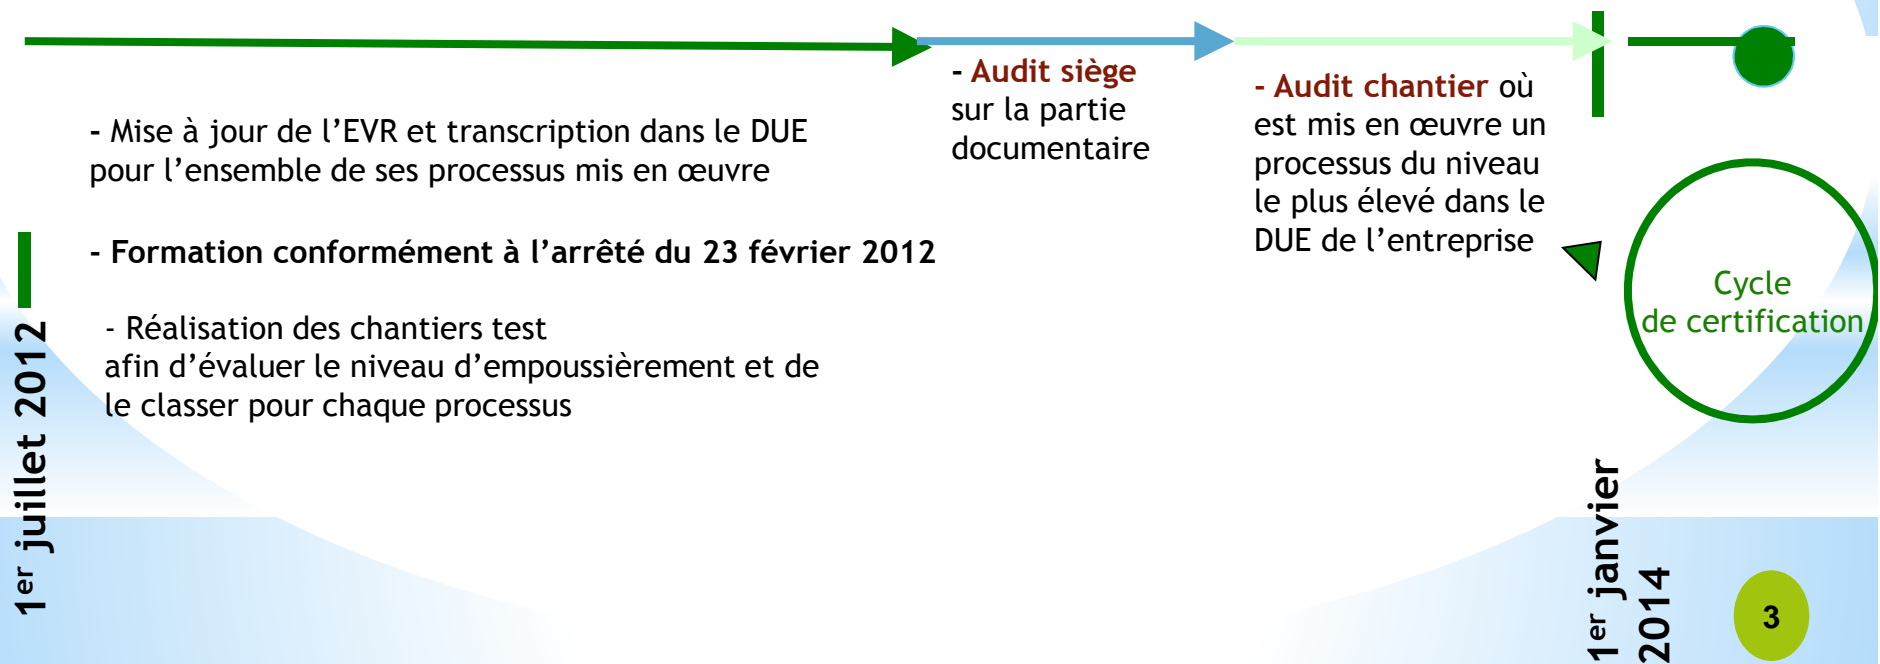 - Mise à jour de l’EVR et transcription dans le DUE
pour l’ensemble de ses processus mis en œuvre
- Formation conformément à l’arrêté du 23 février 2012
- Réalisation des chantiers test
afin d’évaluer le niveau d’empoussièrement et de
le classer pour chaque processus
- Audit siège
sur la partie
documentaire
- Audit chantier où
est mis en œuvre un
processus du niveau
le plus élevé dans le
DUE de l’entreprise
Cycle
de certification
1er juillet 2012
1er janvier
2014
3